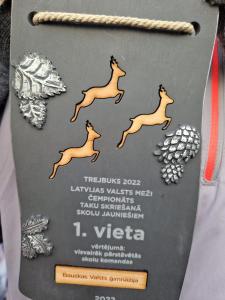 TREJBUKS 2022
LATVIJAS VALSTS MEŽI
ČEMPIONĀTS
TAKU SKRIEŠANĀ
SKOLU JAUNIEŠIEM
1. vieta
vērtējumā:
visvairāk pārstāvētās
skolu komandas
Bauskas Valsts ģimnāzija
2022